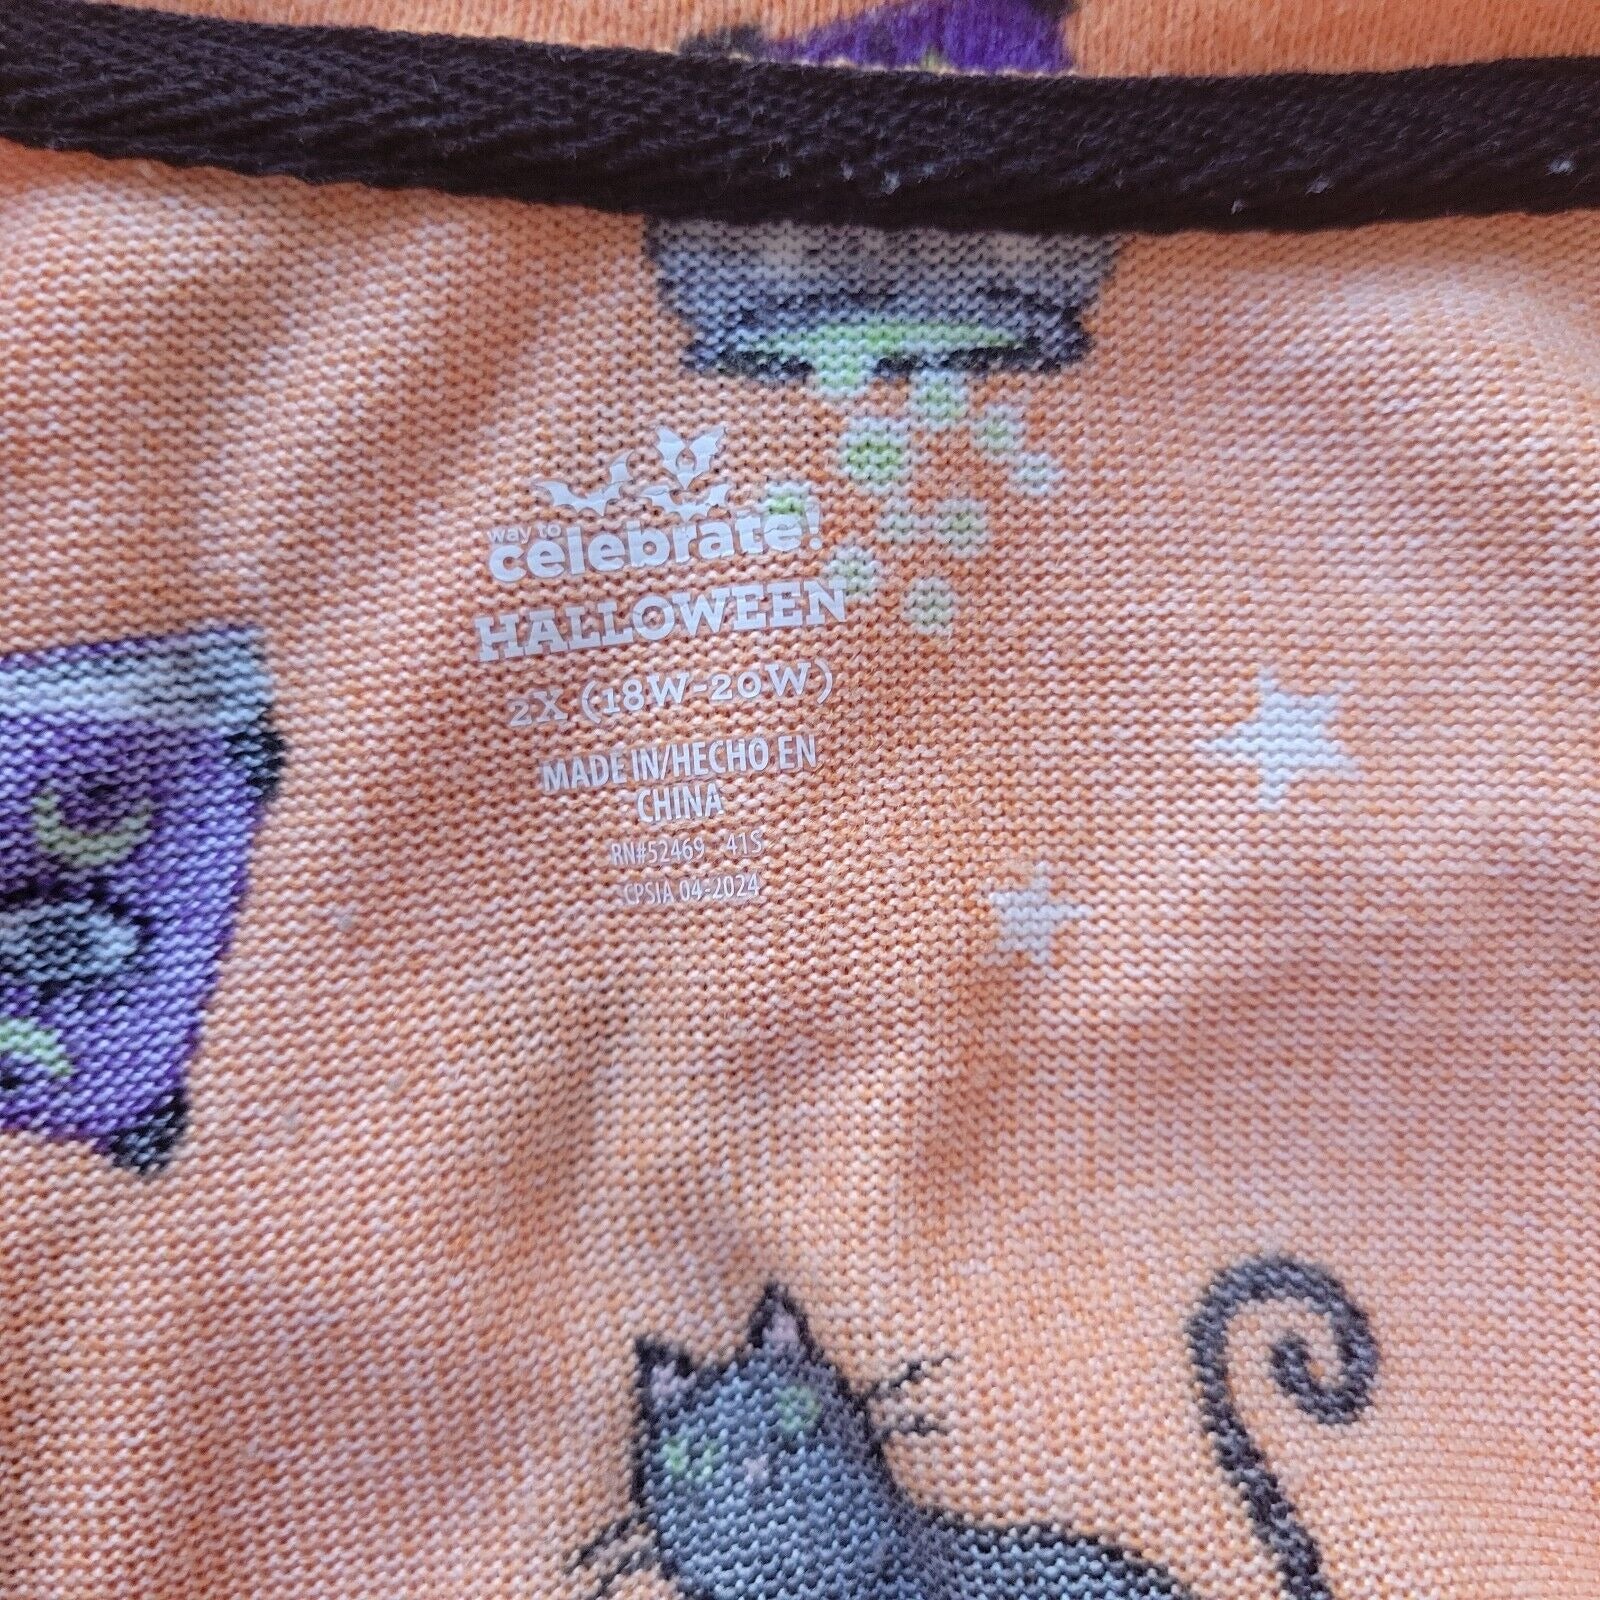 way to
celebrate!
HALLOWEEN
2X (18W-20W)
MADE IN/HECHO EN
CHINA
RN#52469 41S
CPSIA 04-2024